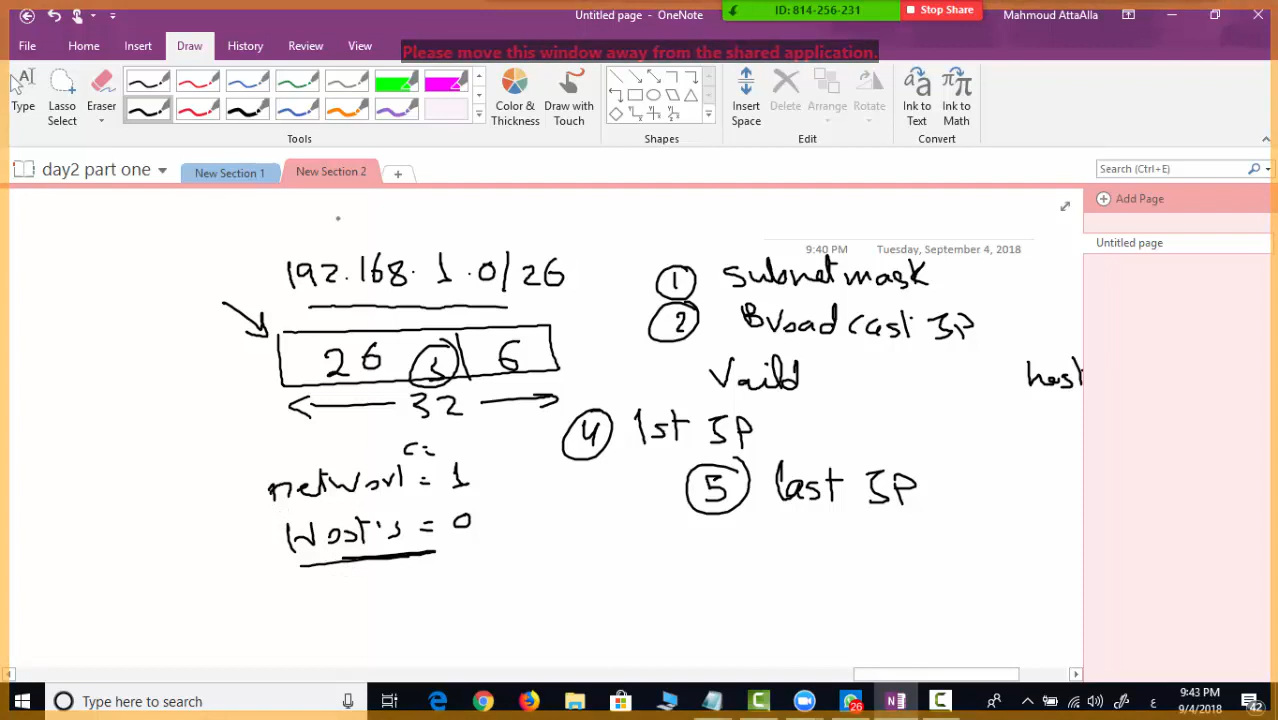 Untitled page - OneNote
ID: 814-256-231
Stop Share
Mahmoud AttaAlla
File Home Insert Draw History Review View
Please move this window away from the shared application.
Type
Lasso Select
Eraser
Color & Thickness
Draw with Touch
Insert Space
Delete
Arrange
Rotate
Ink to Text
Ink to Math
Tools
Shapes
Edit
Convert
day2 part one
New Section 1
New Section 2
Search (Ctrl+E)
Add Page
Untitled page
9:40 PM Tuesday, September 4, 2018
192.168.1.0/26
26 3 6
32
c=
network = 1
Host's = 0
1 subnetmask
2 Broadcast IP
Vaild host
4 1st IP
5 last IP
Type here to search
26
ع
9:43 PM
9/4/2018
42